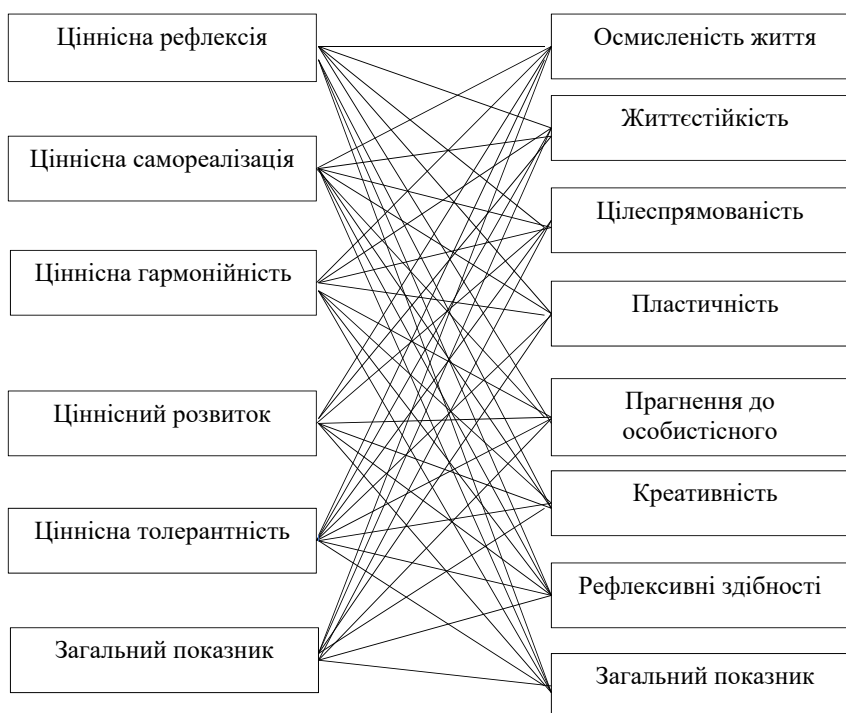 Ціннісна рефлексія
Ціннісна самореалізація
Ціннісна гармонійність
Ціннісний розвиток
Ціннісна толерантність
Загальний показник
Осмисленість життя
Життєстійкість
Цілеспрямованість
Пластичність
Прагнення до
особистісного
Креативність
Рефлексивні здібності
Загальний показник